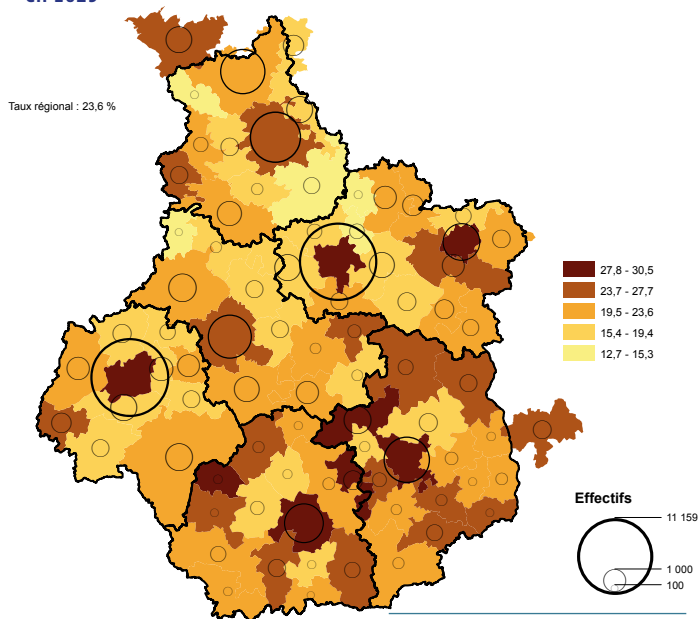 Taux régional : 23,6 %
27,8 - 30,5
23,7 - 27,7
19,5 - 23,6
15,4 - 19,4
12,7 - 15,3
Effectifs
11 159
1 000
100